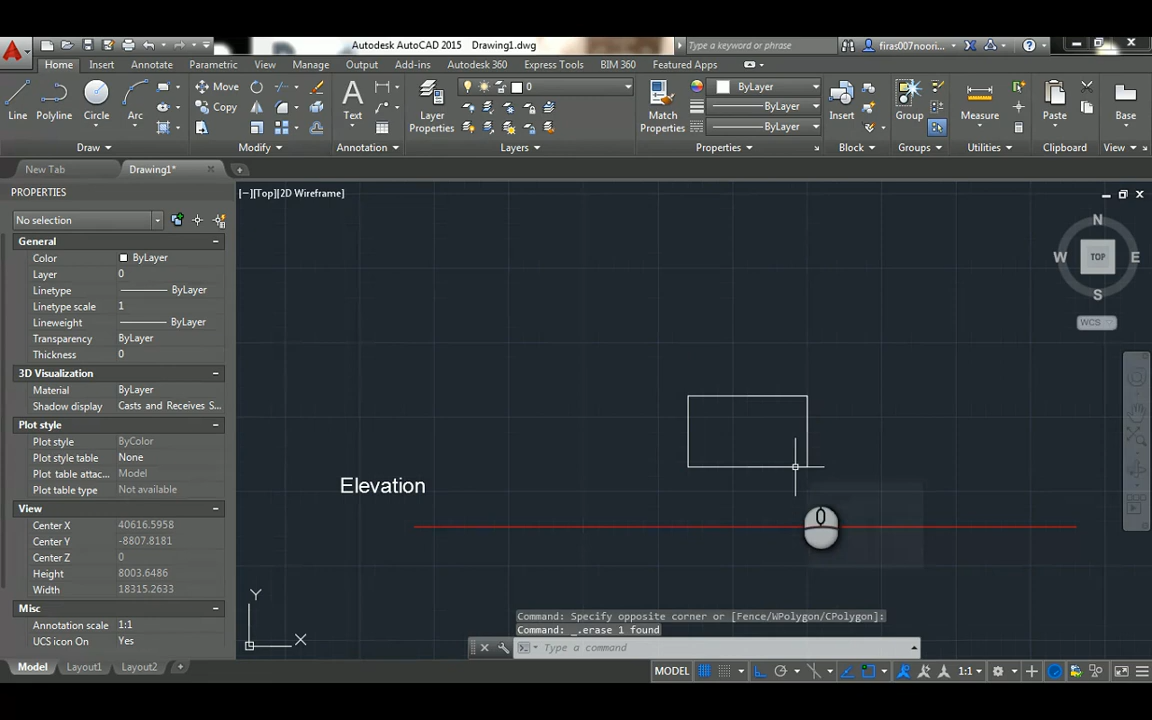 Autodesk AutoCAD 2015 Drawing1.dwg
Type a keyword or phrase
firas007noori...
Home Insert Annotate Parametric View Manage Output Add-ins Autodesk 360 Express Tools BIM 360 Featured Apps
Line Polyline Circle Arc
Move
Copy
Text
Layer Properties
0
Match Properties
ByLayer
ByLayer
ByLayer
Insert
Group
Measure
Paste
Base
Draw Modify Annotation Layers Properties Block Groups Utilities Clipboard View
New Tab Drawing1*
PROPERTIES
No selection
General
Color ByLayer
Layer 0
Linetype ByLayer
Linetype scale 1
Lineweight ByLayer
Transparency ByLayer
Thickness 0
3D Visualization
Material ByLayer
Shadow display Casts and Receives S...
Plot style
Plot style ByColor
Plot style table None
Plot table attac... Model
Plot table type Not available
View
Center X 40616.5958
Center Y -8807.8181
Center Z 0
Height 8003.6486
Width 18315.2633
Misc
Annotation scale 1:1
UCS icon On Yes
[−][Top][2D Wireframe]
N
W TOP E
S
WCS
Elevation
Y
X
Command: Specify opposite corner or [Fence/WPolygon/CPolygon]:
Command: _.erase 1 found
Type a command
Model Layout1 Layout2 +
MODEL 1:1